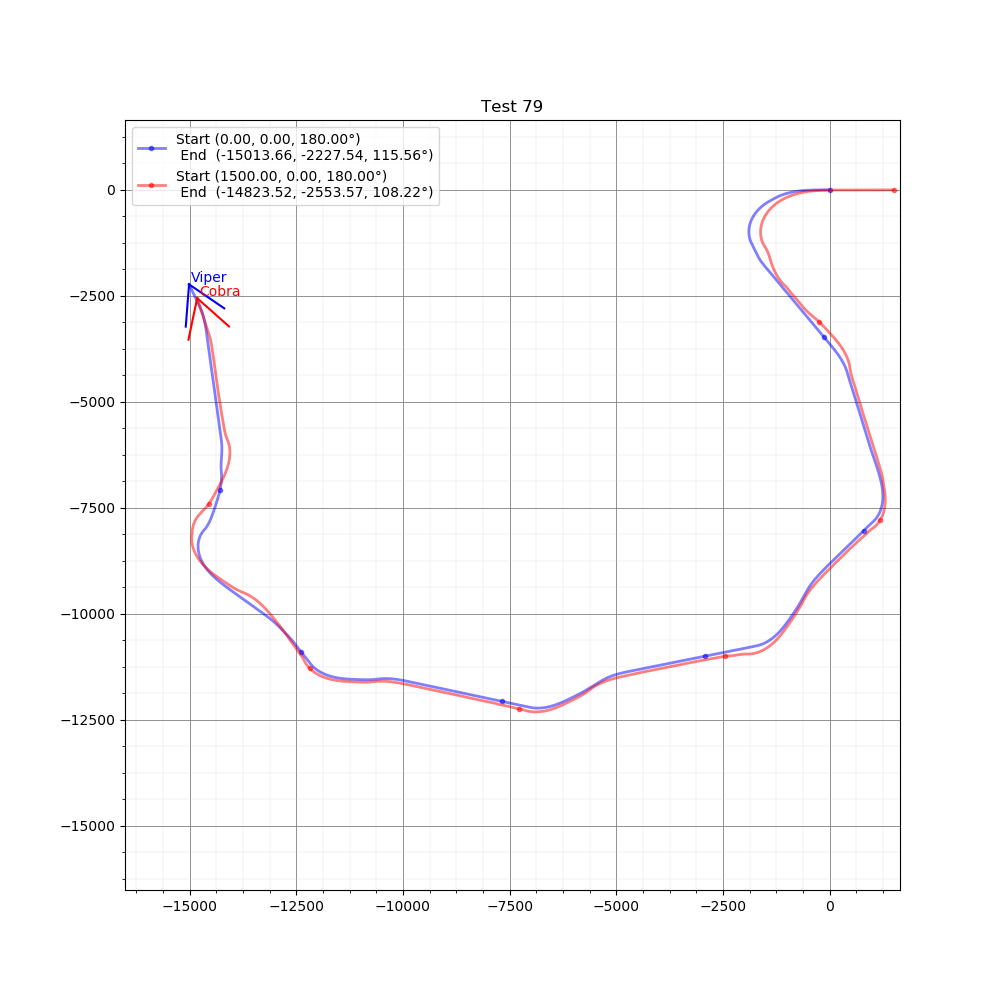 Test 79
Start (0.00, 0.00, 180.00°)
End (-15013.66, -2227.54, 115.56°)
Start (1500.00, 0.00, 180.00°)
End (-14823.52, -2553.57, 108.22°)
0
Viper
Cobra
−2500
−5000
−7500
−10000
−12500
−15000
−15000 −12500 −10000 −7500 −5000 −2500 0